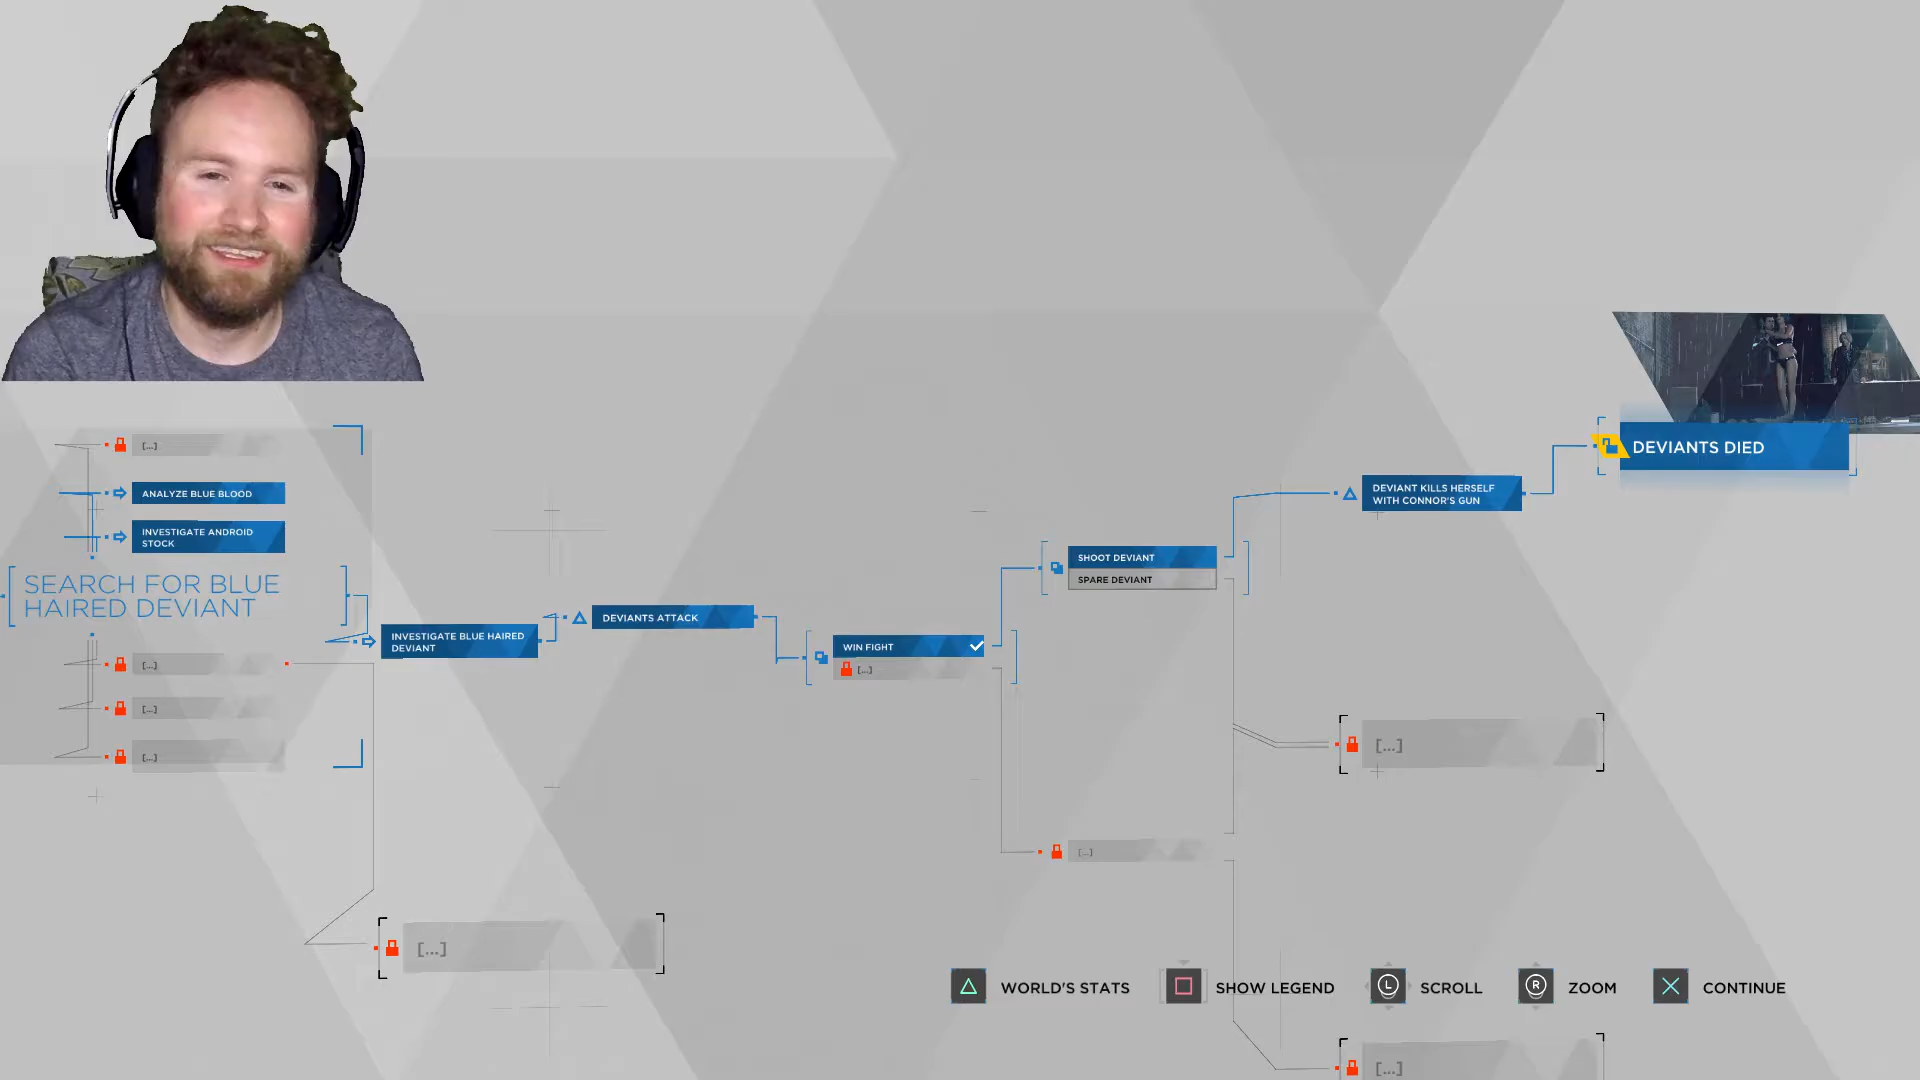 [...]
ANALYZE BLUE BLOOD
INVESTIGATE ANDROID
STOCK
SEARCH FOR BLUE
HAIRED DEVIANT
[...]
[...]
[...]
INVESTIGATE BLUE HAIRED
DEVIANT
[...]
DEVIANTS ATTACK
WIN FIGHT
[...]
SHOOT DEVIANT
SPARE DEVIANT
[...]
DEVIANT KILLS HERSELF
WITH CONNOR'S GUN
DEVIANTS DIED
[...]
[...]
WORLD'S STATS
SHOW LEGEND
L SCROLL
R ZOOM
CONTINUE